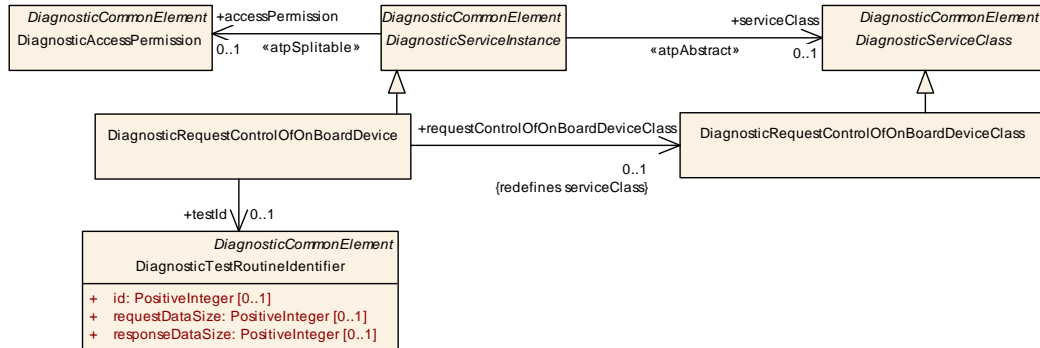 DiagnosticCommonElement
DiagnosticAccessPermission
+accessPermission
0..1
«atpSplitable»
DiagnosticCommonElement
DiagnosticServiceInstance
+serviceClass
«atpAbstract»
0..1
DiagnosticCommonElement
DiagnosticServiceClass
DiagnosticRequestControlOfOnBoardDevice
+requestControlOfOnBoardDeviceClass
0..1
{redefines serviceClass}
DiagnosticRequestControlOfOnBoardDeviceClass
+testId
0..1
DiagnosticCommonElement
DiagnosticTestRoutineIdentifier
+ id: PositiveInteger [0..1]
+ requestDataSize: PositiveInteger [0..1]
+ responseDataSize: PositiveInteger [0..1]